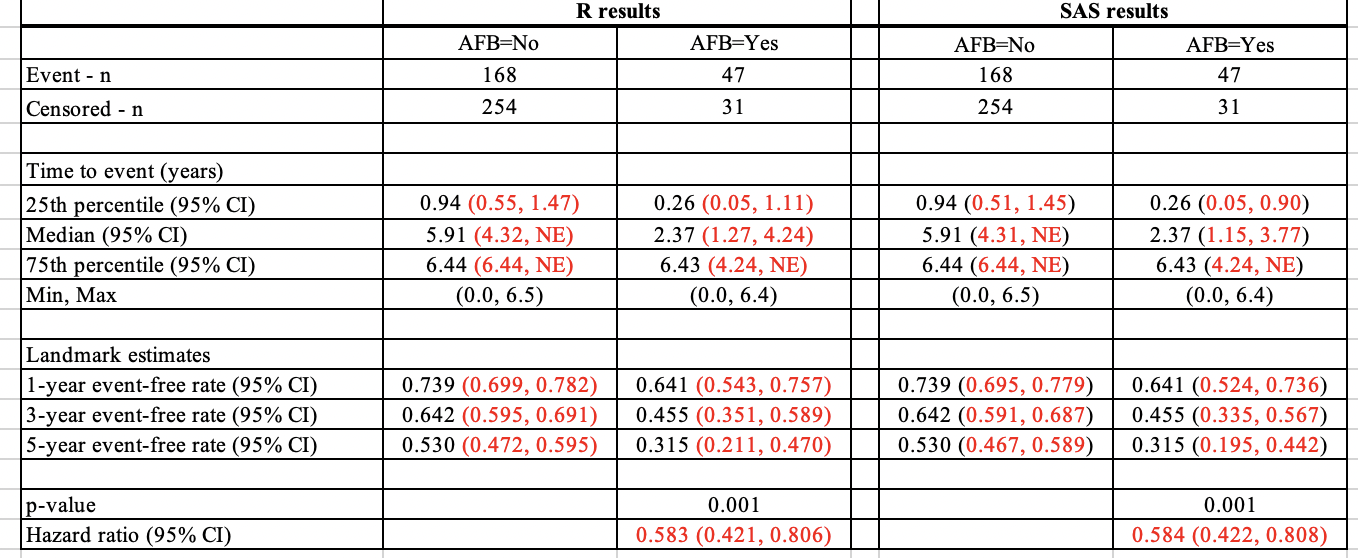 R results SAS results
AFB=No AFB=Yes AFB=No AFB=Yes
Event - n 168 47 168 47
Censored - n 254 31 254 31
Time to event (years)
25th percentile (95% CI) 0.94 (0.55, 1.47) 0.26 (0.05, 1.11) 0.94 (0.51, 1.45) 0.26 (0.05, 0.90)
Median (95% CI) 5.91 (4.32, NE) 2.37 (1.27, 4.24) 5.91 (4.31, NE) 2.37 (1.15, 3.77)
75th percentile (95% CI) 6.44 (6.44, NE) 6.43 (4.24, NE) 6.44 (6.44, NE) 6.43 (4.24, NE)
Min, Max (0.0, 6.5) (0.0, 6.4) (0.0, 6.5) (0.0, 6.4)
Landmark estimates
1-year event-free rate (95% CI) 0.739 (0.699, 0.782) 0.641 (0.543, 0.757) 0.739 (0.695, 0.779) 0.641 (0.524, 0.736)
3-year event-free rate (95% CI) 0.642 (0.595, 0.691) 0.455 (0.351, 0.589) 0.642 (0.591, 0.687) 0.455 (0.335, 0.567)
5-year event-free rate (95% CI) 0.530 (0.472, 0.595) 0.315 (0.211, 0.470) 0.530 (0.467, 0.589) 0.315 (0.195, 0.442)
p-value 0.001 0.001
Hazard ratio (95% CI) 0.583 (0.421, 0.806) 0.584 (0.422, 0.808)